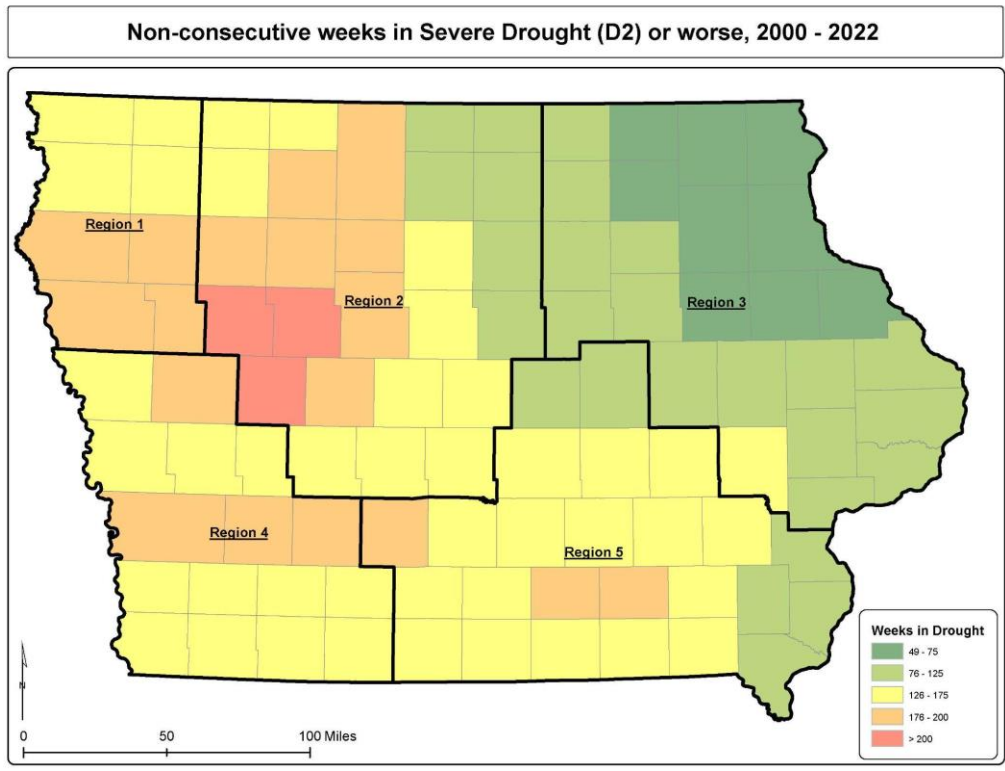 Non-consecutive weeks in Severe Drought (D2) or worse, 2000 - 2022
Region 1
Region 2
Region 3
Region 4
Region 5
Weeks in Drought
49 - 75
76 - 125
126 - 175
176 - 200
> 200
N
0 50 100 Miles